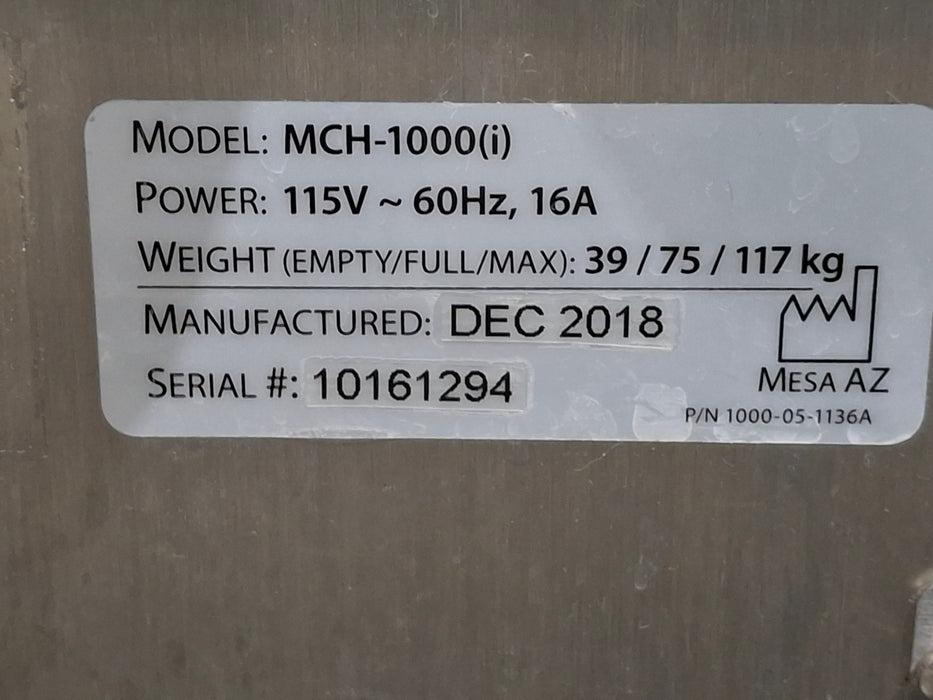 MODEL: MCH-1000(i)
POWER: 115V ~ 60Hz, 16A
WEIGHT (EMPTY/FULL/MAX): 39 / 75 / 117 kg
MANUFACTURED: DEC 2018
SERIAL #: 10161294
MESA AZ
P/N 1000-05-1136A